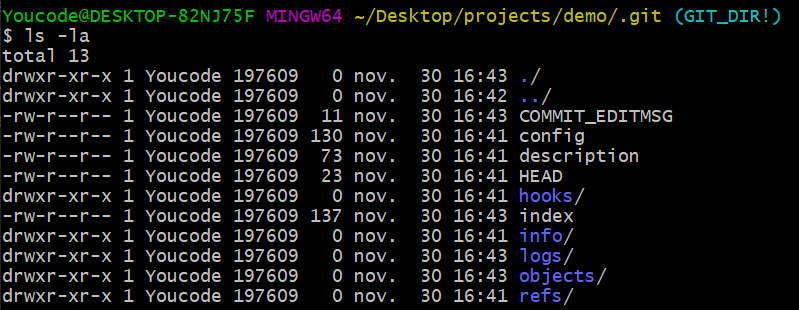 Youcode@DESKTOP-82NJ75F MINGW64 ~/Desktop/projects/demo/.git (GIT_DIR!)
$ ls -la
total 13
drwxr-xr-x 1 Youcode 197609   0 nov.  30 16:43 ./
drwxr-xr-x 1 Youcode 197609   0 nov.  30 16:42 ../
-rw-r--r-- 1 Youcode 197609  11 nov.  30 16:43 COMMIT_EDITMSG
-rw-r--r-- 1 Youcode 197609 130 nov.  30 16:41 config
-rw-r--r-- 1 Youcode 197609  73 nov.  30 16:41 description
-rw-r--r-- 1 Youcode 197609  23 nov.  30 16:41 HEAD
drwxr-xr-x 1 Youcode 197609   0 nov.  30 16:41 hooks/
-rw-r--r-- 1 Youcode 197609 137 nov.  30 16:43 index
drwxr-xr-x 1 Youcode 197609   0 nov.  30 16:41 info/
drwxr-xr-x 1 Youcode 197609   0 nov.  30 16:43 logs/
drwxr-xr-x 1 Youcode 197609   0 nov.  30 16:43 objects/
drwxr-xr-x 1 Youcode 197609   0 nov.  30 16:41 refs/